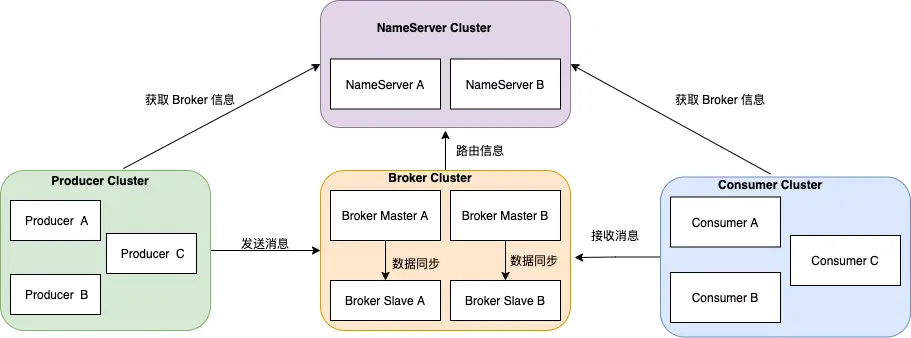 NameServer Cluster
NameServer A
NameServer B
获取 Broker 信息
获取 Broker 信息
路由信息
Producer Cluster
Producer A
Producer C
Producer B
发送消息
Broker Cluster
Broker Master A
Broker Master B
数据同步
数据同步
Broker Slave A
Broker Slave B
接收消息
Consumer Cluster
Consumer A
Consumer C
Consumer B